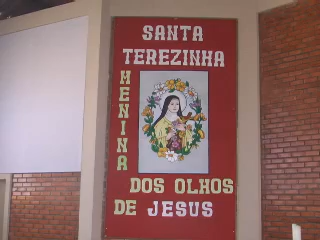 SANTA
TEREZINHA
MENINA
DOS OLHOS
DE JESUS